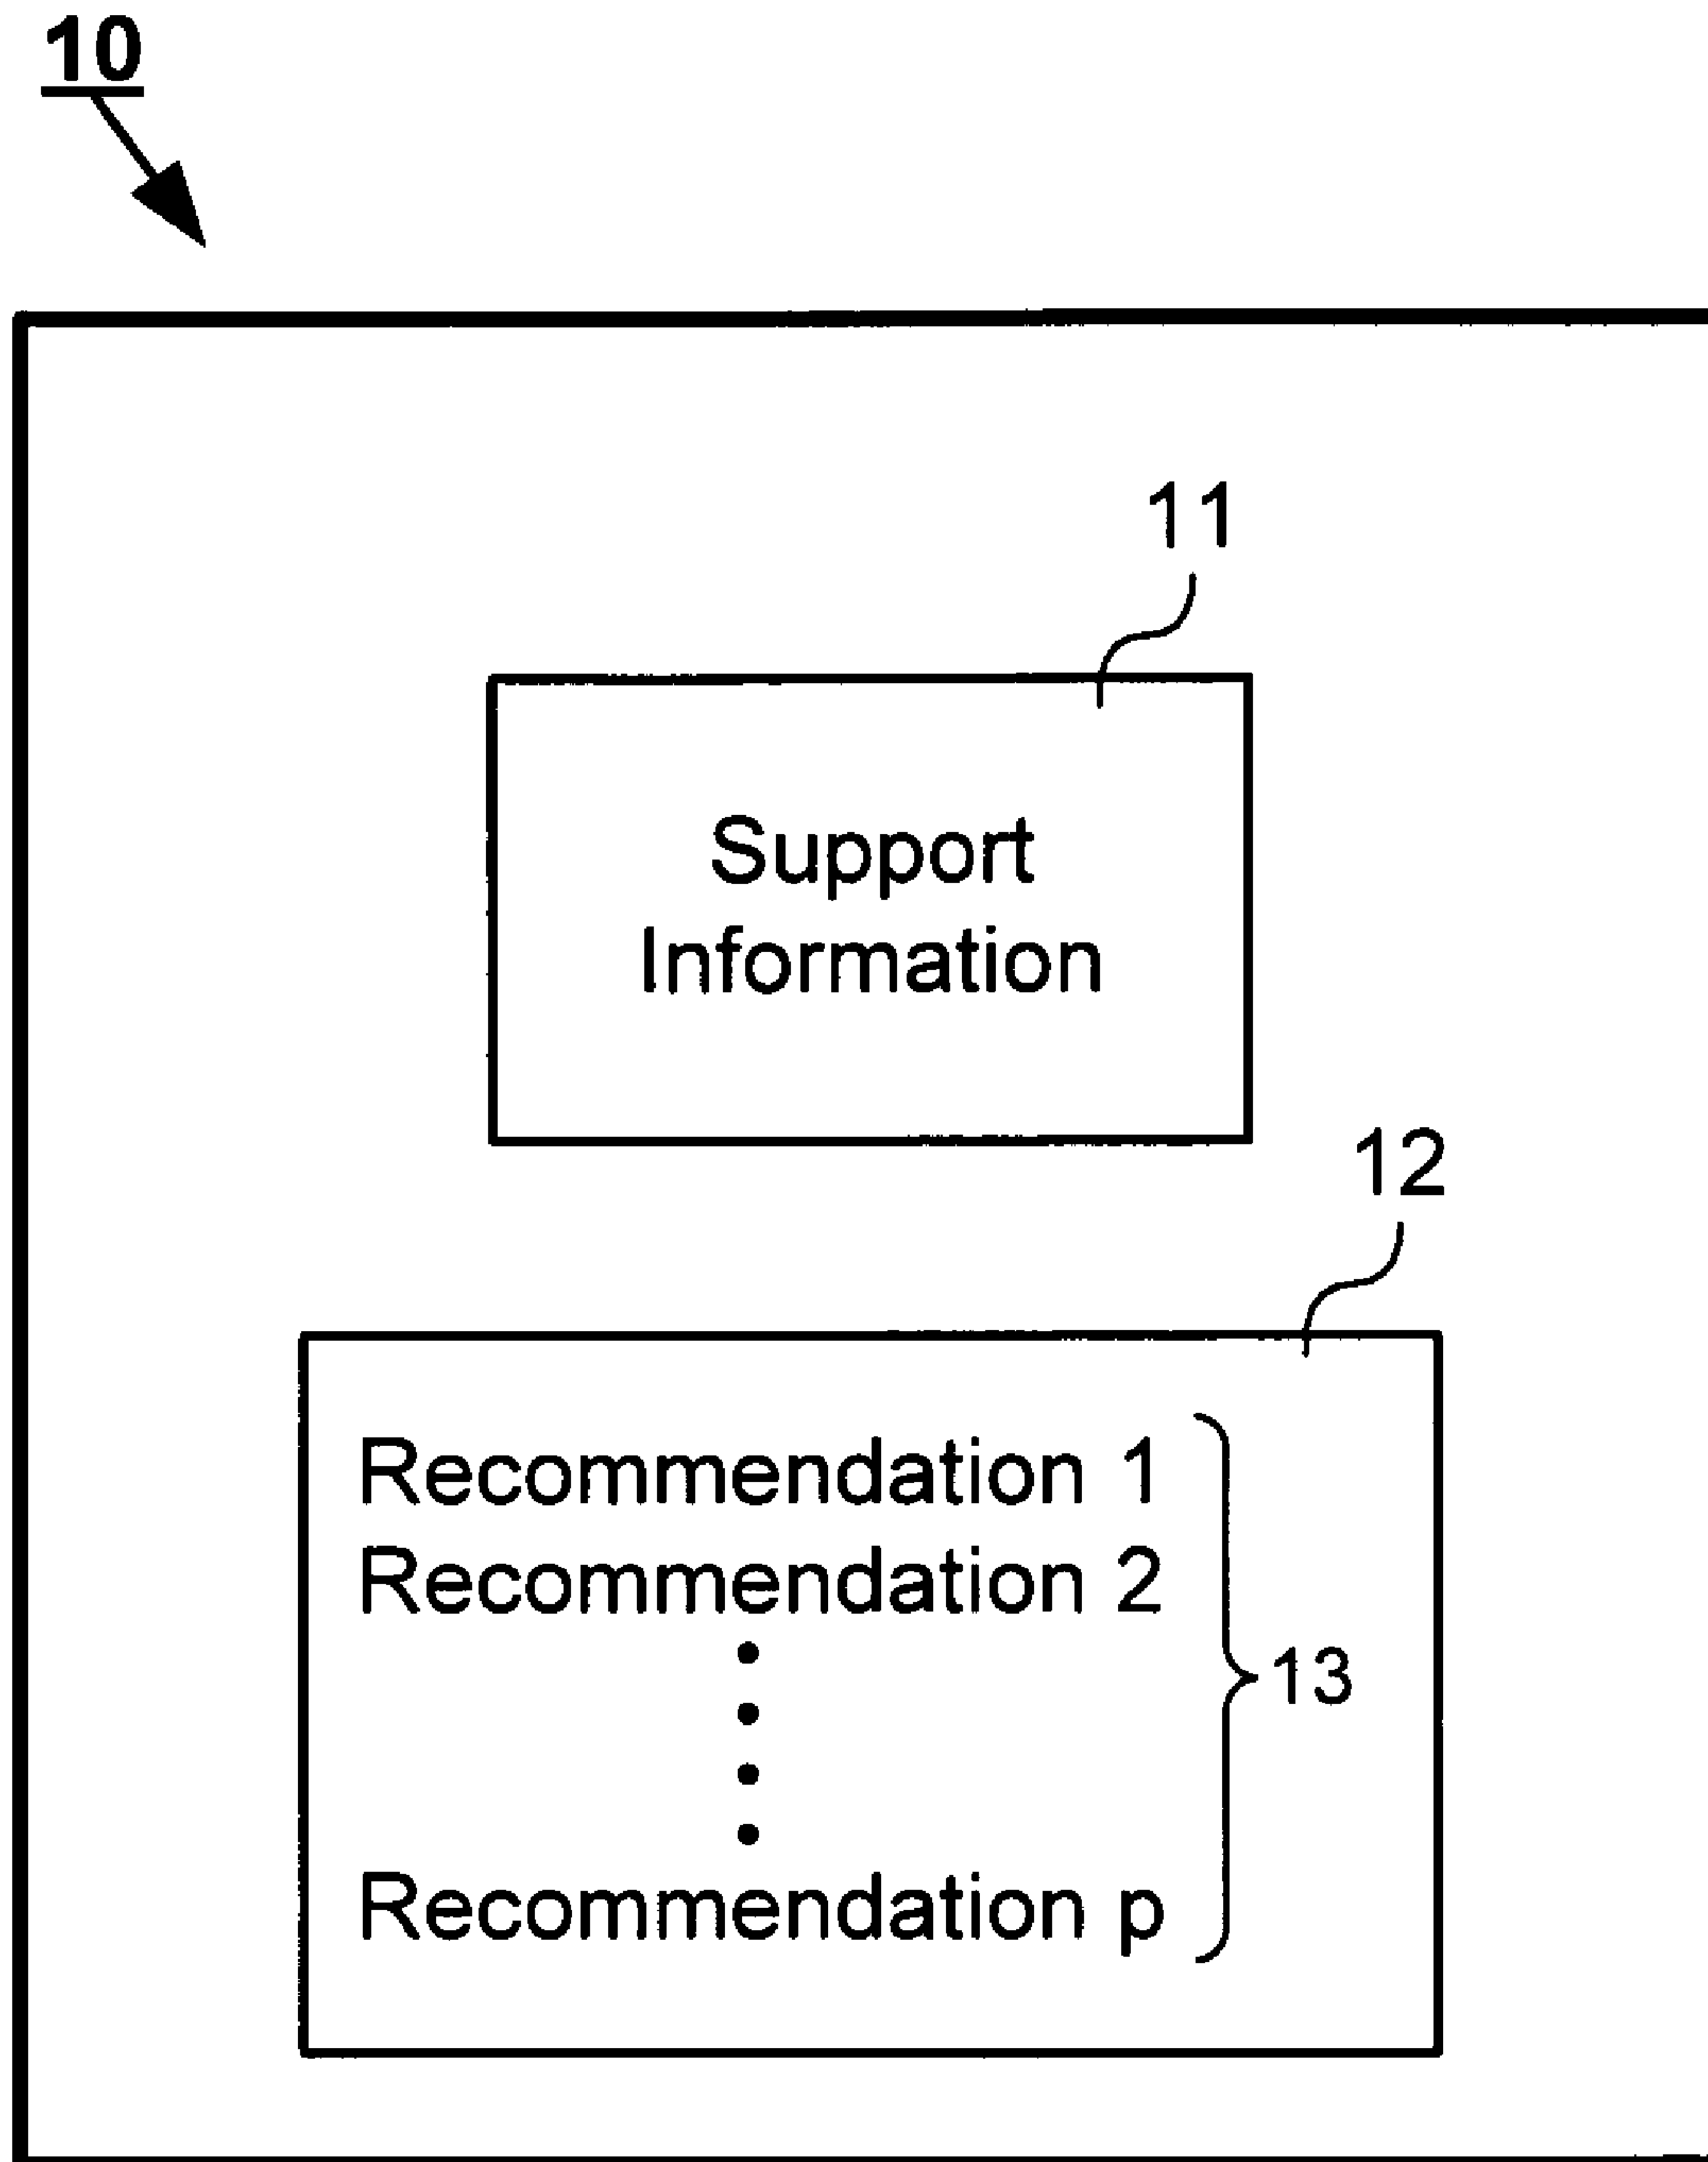 10
11
Support
Information
12
Recommendation 1
Recommendation 2
13
Recommendation p